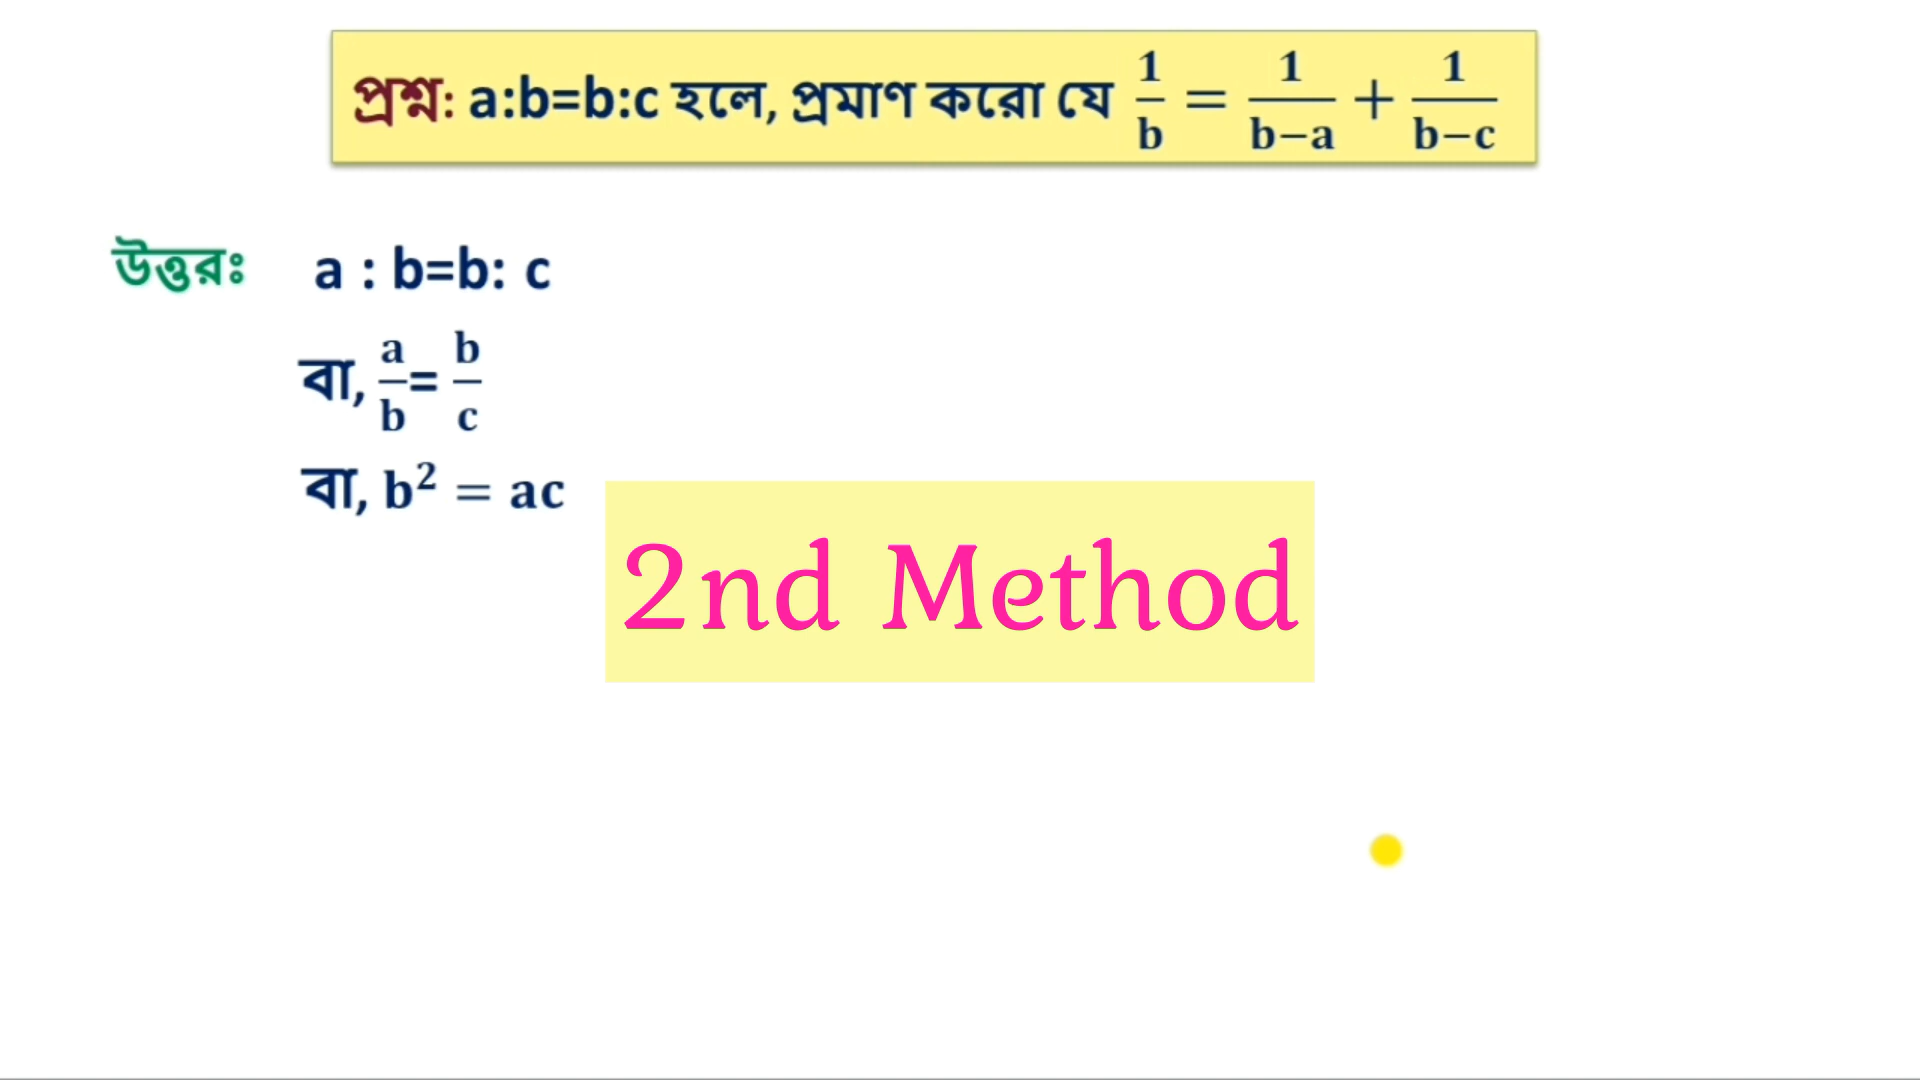 প্রশ্ন: a:b=b:c হলে, প্রমাণ করো যে 1/b = 1/(b−a) + 1/(b−c)
উত্তরঃ a : b=b: c
বা, a/b = b/c
বা, b² = ac
2nd Method